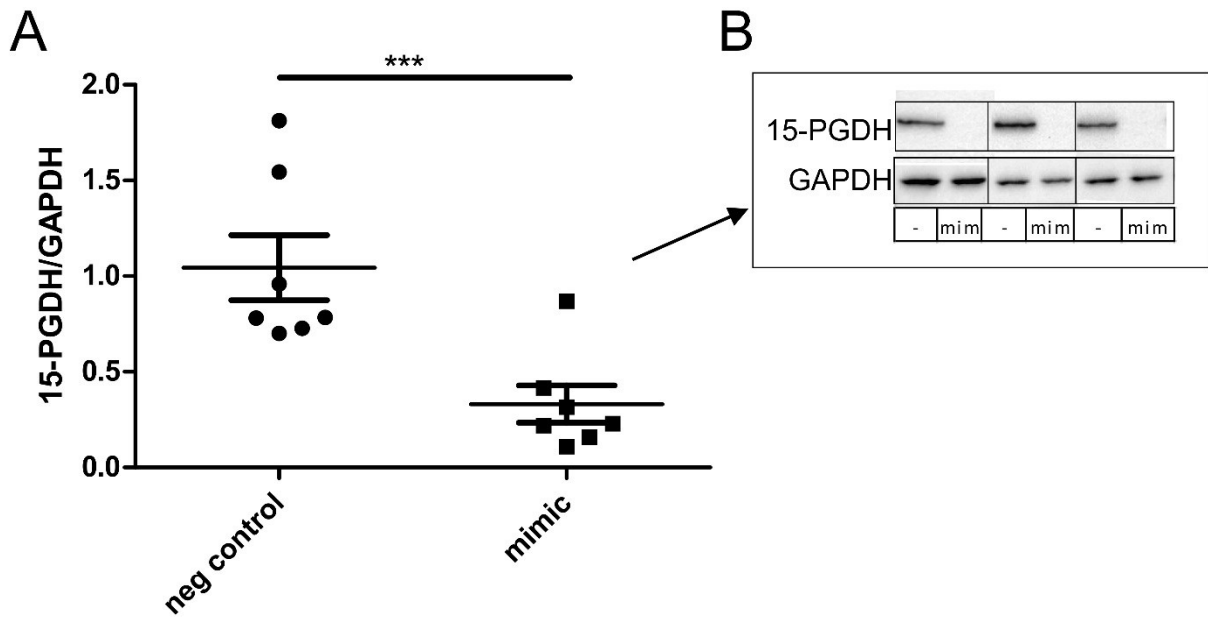 A
B
***
2.0
1.5
1.0
0.5
0.0
15-PGDH/GAPDH
neg control
mimic
15-PGDH
GAPDH
- mim - mim - mim